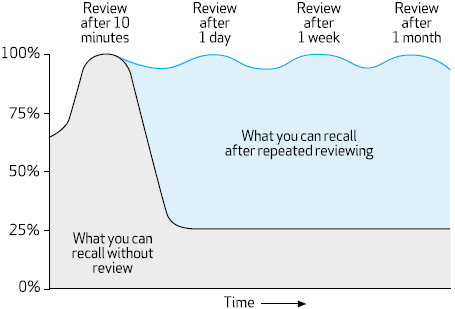 Review
after 10
minutes
Review
after
1 day
Review
after
1 week
Review
after
1 month
100%
75%
50%
25%
0%
What you can recall
after repeated reviewing
What you can
recall without
review
Time